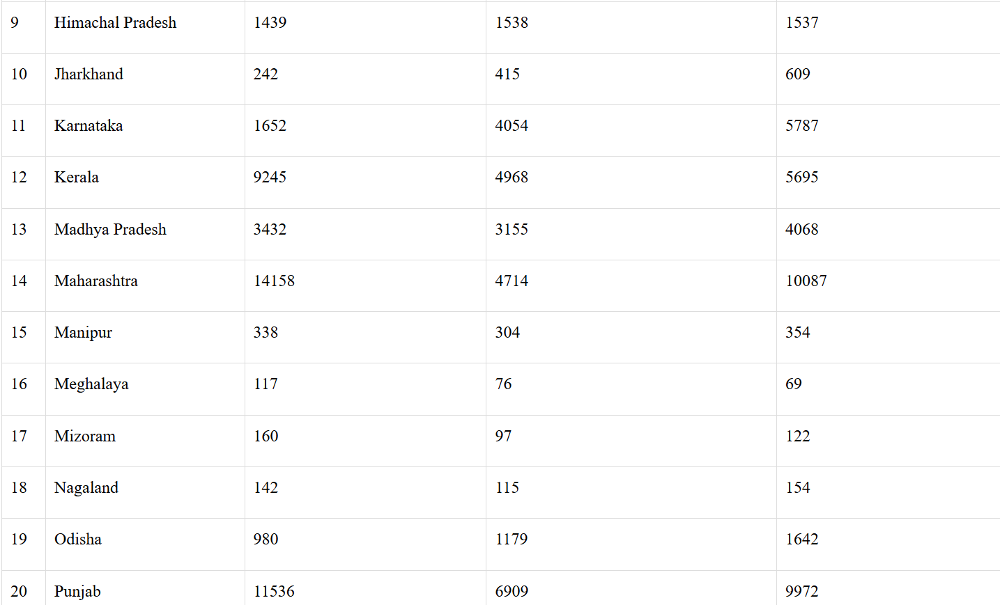 9 Himachal Pradesh 1439 1538 1537
10 Jharkhand 242 415 609
11 Karnataka 1652 4054 5787
12 Kerala 9245 4968 5695
13 Madhya Pradesh 3432 3155 4068
14 Maharashtra 14158 4714 10087
15 Manipur 338 304 354
16 Meghalaya 117 76 69
17 Mizoram 160 97 122
18 Nagaland 142 115 154
19 Odisha 980 1179 1642
20 Punjab 11536 6909 9972